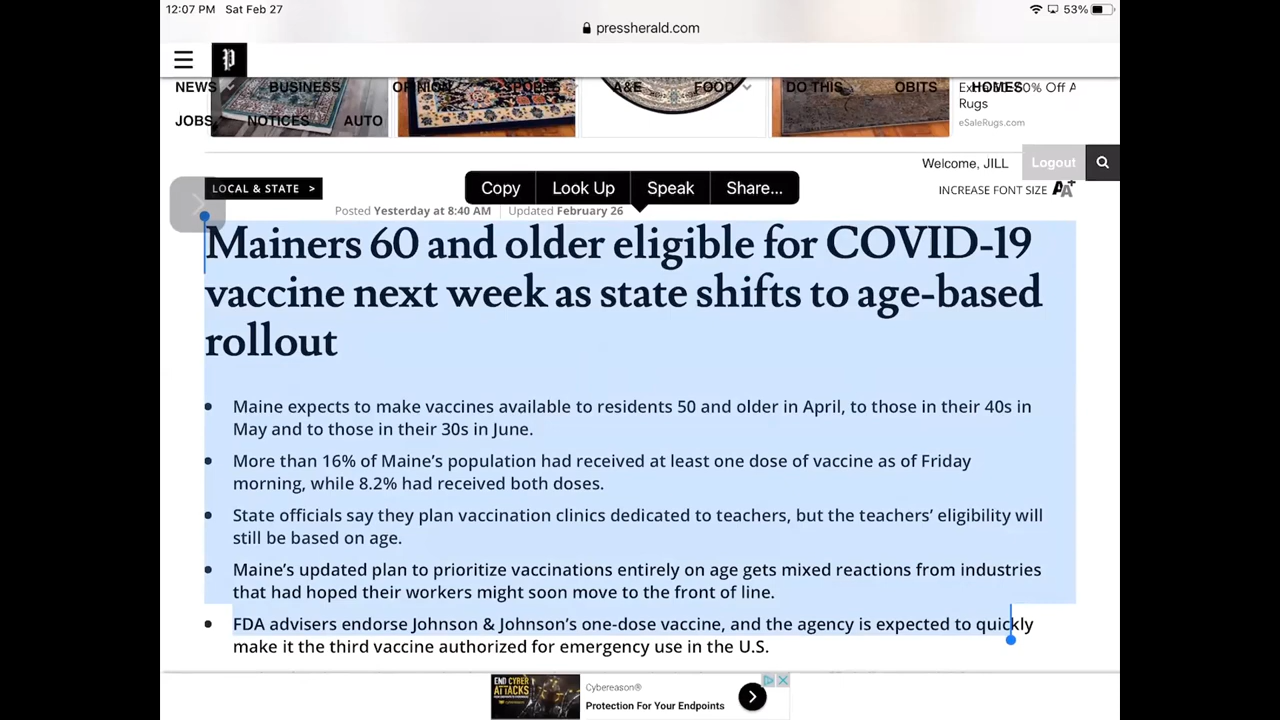 12:07 PM Sat Feb 27
53%
pressherald.com
NEWS BUSINESS OPINION SPORTS A&E FOOD DO THIS OBITS HOMES
50% Off
Rugs
JOBS NOTICES AUTO
eSaleRugs.com
Welcome, JILL Logout
LOCAL & STATE >
Copy Look Up Speak Share...
INCREASE FONT SIZE AA+
Posted Yesterday at 8:40 AM Updated February 26
Mainers 60 and older eligible for COVID-19
vaccine next week as state shifts to age-based
rollout
Maine expects to make vaccines available to residents 50 and older in April, to those in their 40s in
May and to those in their 30s in June.
More than 16% of Maine's population had received at least one dose of vaccine as of Friday
morning, while 8.2% had received both doses.
State officials say they plan vaccination clinics dedicated to teachers, but the teachers' eligibility will
still be based on age.
Maine's updated plan to prioritize vaccinations entirely on age gets mixed reactions from industries
that had hoped their workers might soon move to the front of line.
FDA advisers endorse Johnson & Johnson's one-dose vaccine, and the agency is expected to quickly
make it the third vaccine authorized for emergency use in the U.S.
END CYBER
ATTACKS
Cybereason®
Protection For Your Endpoints